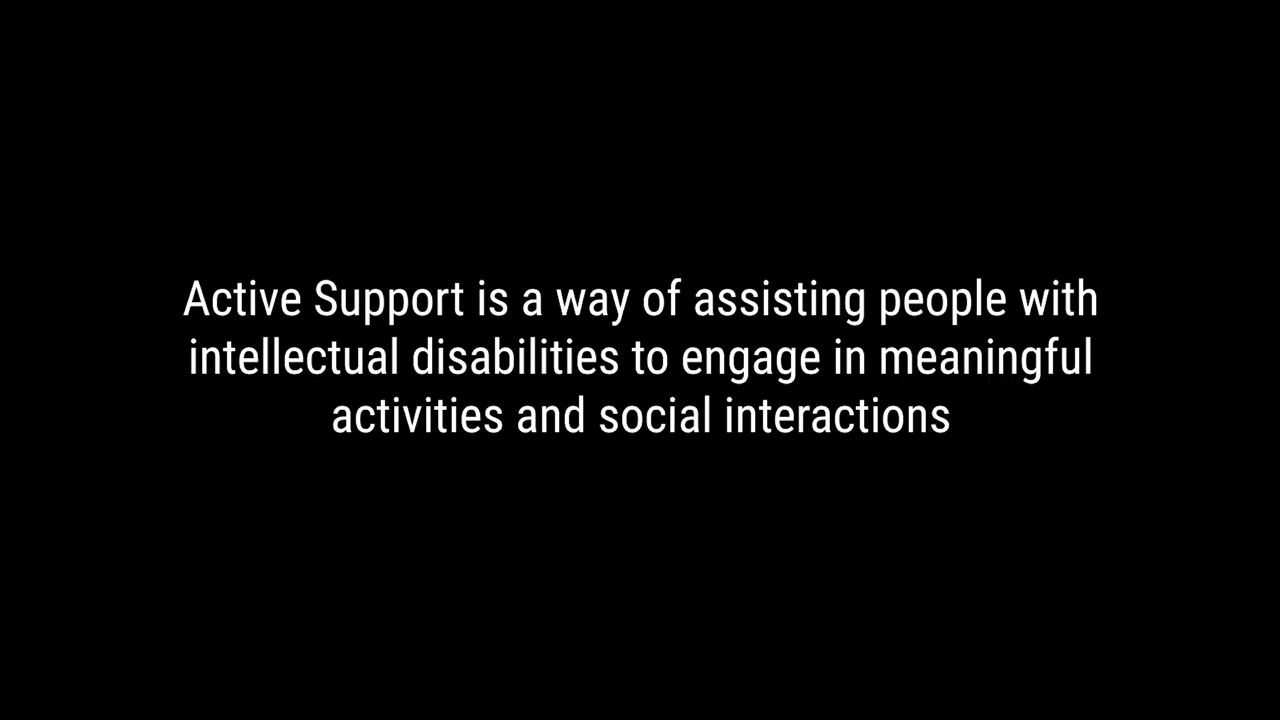 Active Support is a way of assisting people with
intellectual disabilities to engage in meaningful
activities and social interactions